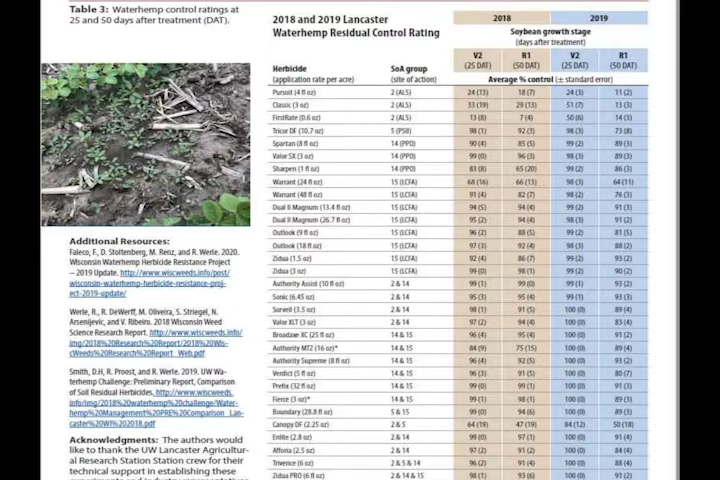 Table 3: Waterhemp control ratings at
25 and 50 days after treatment (DAT).
Additional Resources:
Faleco, F., D. Stoltenberg, M. Renz, and R. Werle. 2020.
Wisconsin Waterhemp Herbicide Resistance Project
– 2019 Update. http://www.wiscweeds.info/post/
wisconsin-waterhemp-herbicide-resistance-proj-
ect-2019-update/
Werle, R., R. DeWerff, M. Oliveira, S. Striegel, N.
Arsenijevic, and V. Ribeiro. 2018 Wisconsin Weed
Science Research Report. http://www.wiscweeds.info/
img/2018%20Research%20Report/2018%20Wis-
cWeeds%20Research%20Report_Web.pdf
Smith, D.H, R. Proost, and R. Werle. 2019. UW Wa-
terhemp Challenge: Preliminary Report, Comparison
of Soil Residual Herbicides. http://www.wiscweeds.
info/img/2018%20waterhemp%20challenge/Water-
hemp%20Management%20PRE%20Comparison_Lan-
caster%20WI%202018.pdf
Acknowledgments: The authors would
like to thank the UW Lancaster Agricultur-
al Research Station Station crew for their
technical support in establishing these
2018 and 2019 Lancaster
Waterhemp Residual Control Rating
2018 2019
Soybean growth stage
(days after treatment)
V2 R1 V2 R1
(25 DAT) (50 DAT) (25 DAT) (50 DAT)
Herbicide SoA group
(application rate per acre) (site of action) Average % control (± standard error)
Pursuit (4 fl oz) 2 (ALS) 24 (13) 18 (7) 24 (3) 11 (2)
Classic (3 oz) 2 (ALS) 33 (19) 29 (13) 51 (7) 13 (3)
FirstRate (0.6 oz) 2 (ALS) 13 (8) 7 (4) 50 (6) 14 (3)
Tricor DF (10.7 oz) 5 (PSII) 98 (1) 92 (3) 98 (3) 73 (8)
Spartan (8 fl oz) 14 (PPO) 90 (4) 85 (5) 99 (2) 89 (3)
Valor SX (3 oz) 14 (PPO) 99 (0) 96 (3) 98 (3) 89 (3)
Sharpen (1 fl oz) 14 (PPO) 83 (8) 65 (20) 99 (2) 86 (3)
Warrant (24 fl oz) 15 (LCFA) 68 (16) 66 (13) 98 (3) 64 (11)
Warrant (48 fl oz) 15 (LCFA) 91 (4) 82 (7) 98 (2) 76 (3)
Dual II Magnum (13.4 fl oz) 15 (LCFA) 94 (5) 94 (4) 99 (2) 91 (3)
Dual II Magnum (26.7 fl oz) 15 (LCFA) 95 (2) 94 (4) 98 (3) 91 (2)
Outlook (9 fl oz) 15 (LCFA) 96 (2) 88 (5) 99 (2) 81 (5)
Outlook (18 fl oz) 15 (LCFA) 97 (3) 92 (4) 98 (3) 88 (2)
Zidua (1.5 oz) 15 (LCFA) 92 (4) 86 (7) 99 (2) 93 (2)
Zidua (3 oz) 15 (LCFA) 99 (0) 98 (1) 99 (2) 90 (2)
Authority Assist (10 fl oz) 2 & 14 99 (1) 99 (0) 99 (1) 93 (2)
Sonic (6.45 oz) 2 & 14 95 (3) 95 (4) 99 (1) 93 (3)
Surveil (3.5 oz) 2 & 14 98 (1) 91 (5) 100 (0) 89 (4)
Valor XLT (3 oz) 2 & 14 97 (2) 94 (4) 100 (0) 83 (4)
Broadaxe XC (25 fl oz) 14 & 15 96 (4) 95 (4) 100 (0) 91 (2)
Authority MTZ (16 oz)* 14 & 5 84 (9) 75 (15) 100 (0) 89 (4)
Authority Supreme (8 fl oz) 14 & 15 96 (4) 92 (5) 100 (0) 93 (2)
Verdict (5 fl oz) 14 & 15 96 (3) 91 (5) 100 (0) 80 (7)
Prefix (32 fl oz) 14 & 15 99 (0) 99 (1) 100 (0) 91 (3)
Fierce (3 oz)* 14 & 15 99 (1) 98 (1) 100 (0) 89 (3)
Boundary (28.8 fl oz) 5 & 15 99 (0) 94 (6) 100 (0) 89 (3)
Canopy DF (2.25 oz) 2 & 5 64 (19) 47 (19) 84 (12) 50 (18)
Enlite (2.8 oz) 2 & 14 99 (0) 97 (1) 100 (0) 91 (4)
Afforia (2.5 oz) 2 & 14 97 (2) 91 (2) 100 (0) 84 (4)
Trivence (6 oz) 2 & 5 & 14 96 (2) 91 (4) 100 (0) 88 (4)
Zidua PRO (6 fl oz) 2 & 14 & 15 98 (1) 93 (6) 100 (0) 91 (2)